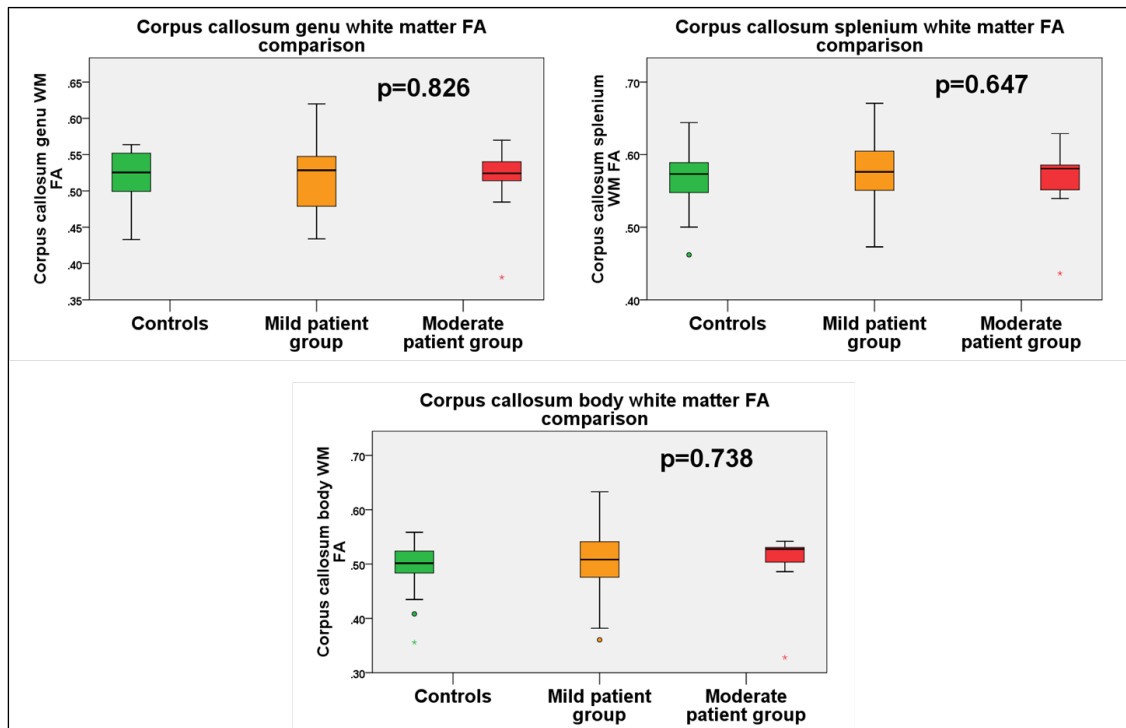 Corpus callosum genu white matter FA
comparison
p=0.826
Corpus callosum genu WM
FA
.65
.60
.55
.50
.45
.40
.35
Controls
Mild patient
group
Moderate
patient group
Corpus callosum splenium white matter FA
comparison
p=0.647
Corpus callosum splenium
WM FA
.70
.60
.50
.40
Controls
Mild patient
group
Moderate
patient group
Corpus callosum body white matter FA
comparison
p=0.738
Corpus callosum body WM
FA
.70
.60
.50
.40
.30
Controls
Mild patient
group
Moderate
patient group